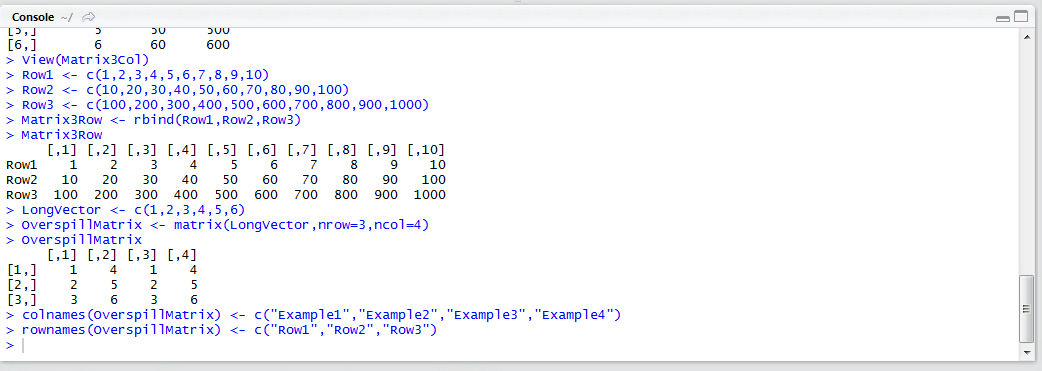 Console ~/
[5,] 5 50 500
[6,] 6 60 600
> View(Matrix3Col)
> Row1 <- c(1,2,3,4,5,6,7,8,9,10)
> Row2 <- c(10,20,30,40,50,60,70,80,90,100)
> Row3 <- c(100,200,300,400,500,600,700,800,900,1000)
> Matrix3Row <- rbind(Row1,Row2,Row3)
> Matrix3Row
[,1] [,2] [,3] [,4] [,5] [,6] [,7] [,8] [,9] [,10]
Row1 1 2 3 4 5 6 7 8 9 10
Row2 10 20 30 40 50 60 70 80 90 100
Row3 100 200 300 400 500 600 700 800 900 1000
> LongVector <- c(1,2,3,4,5,6)
> OverspillMatrix <- matrix(LongVector,nrow=3,ncol=4)
> OverspillMatrix
[,1] [,2] [,3] [,4]
[1,] 1 4 1 4
[2,] 2 5 2 5
[3,] 3 6 3 6
> colnames(OverspillMatrix) <- c("Example1","Example2","Example3","Example4")
> rownames(OverspillMatrix) <- c("Row1","Row2","Row3")
>